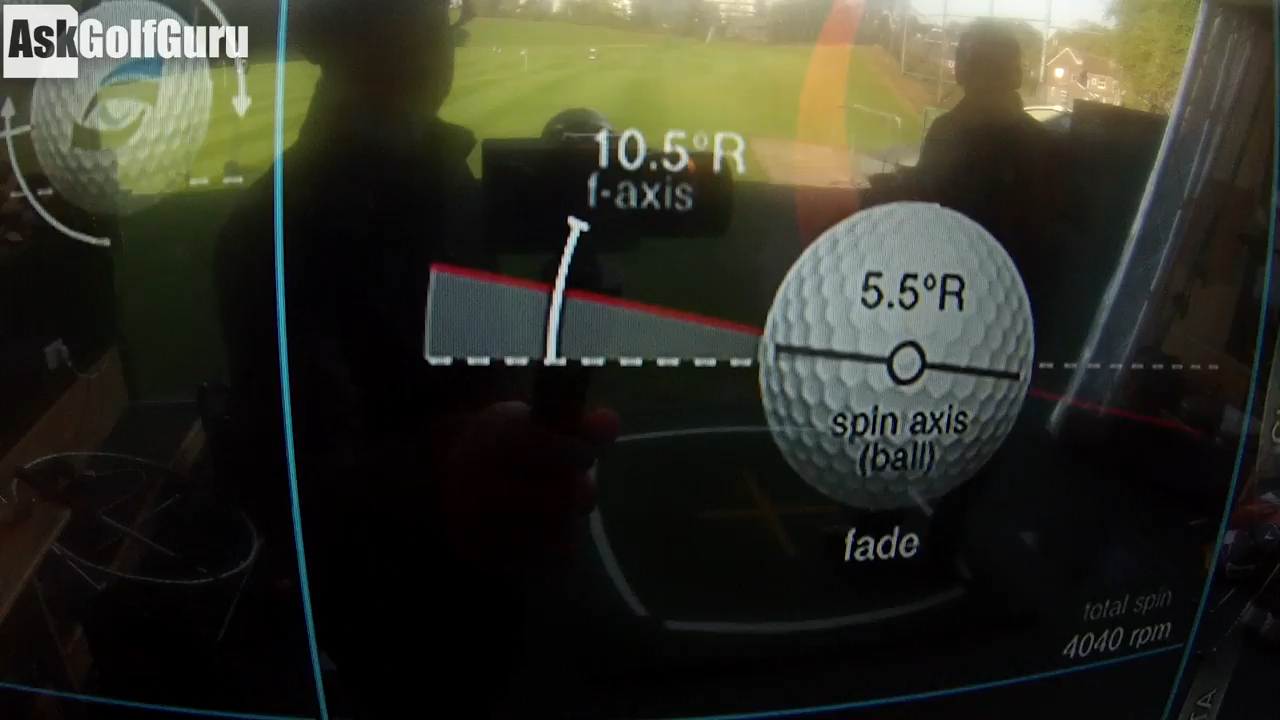 AskGolfGuru
10.5°R
f-axis
5.5°R
spin axis
(ball)
fade
total spin
4040 rpm